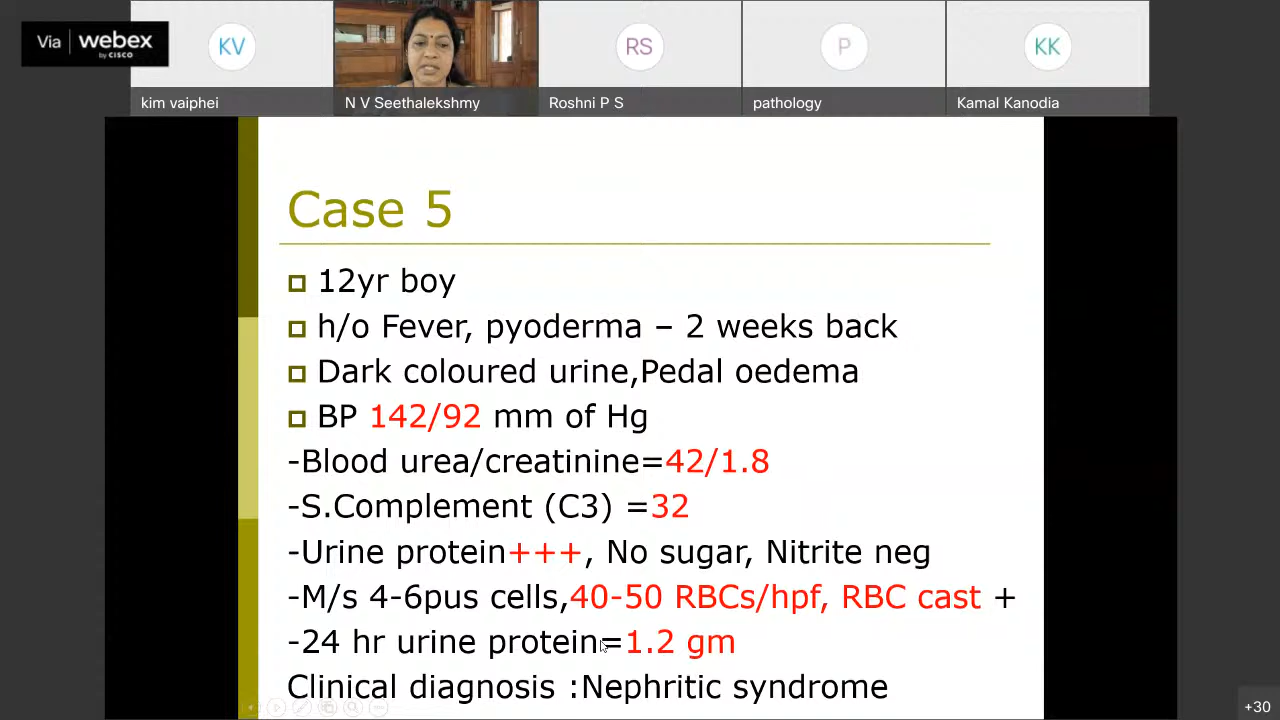 Via webex
by CISCO
KV
RS
P
KK
kim vaiphei
N V Seethalekshmy
Roshni P S
pathology
Kamal Kanodia
Case 5
12yr boy
h/o Fever, pyoderma – 2 weeks back
Dark coloured urine,Pedal oedema
BP 142/92 mm of Hg
-Blood urea/creatinine=42/1.8
-S.Complement (C3) =32
-Urine protein+++, No sugar, Nitrite neg
-M/s 4-6pus cells,40-50 RBCs/hpf, RBC cast +
-24 hr urine protein=1.2 gm
Clinical diagnosis :Nephritic syndrome
+30